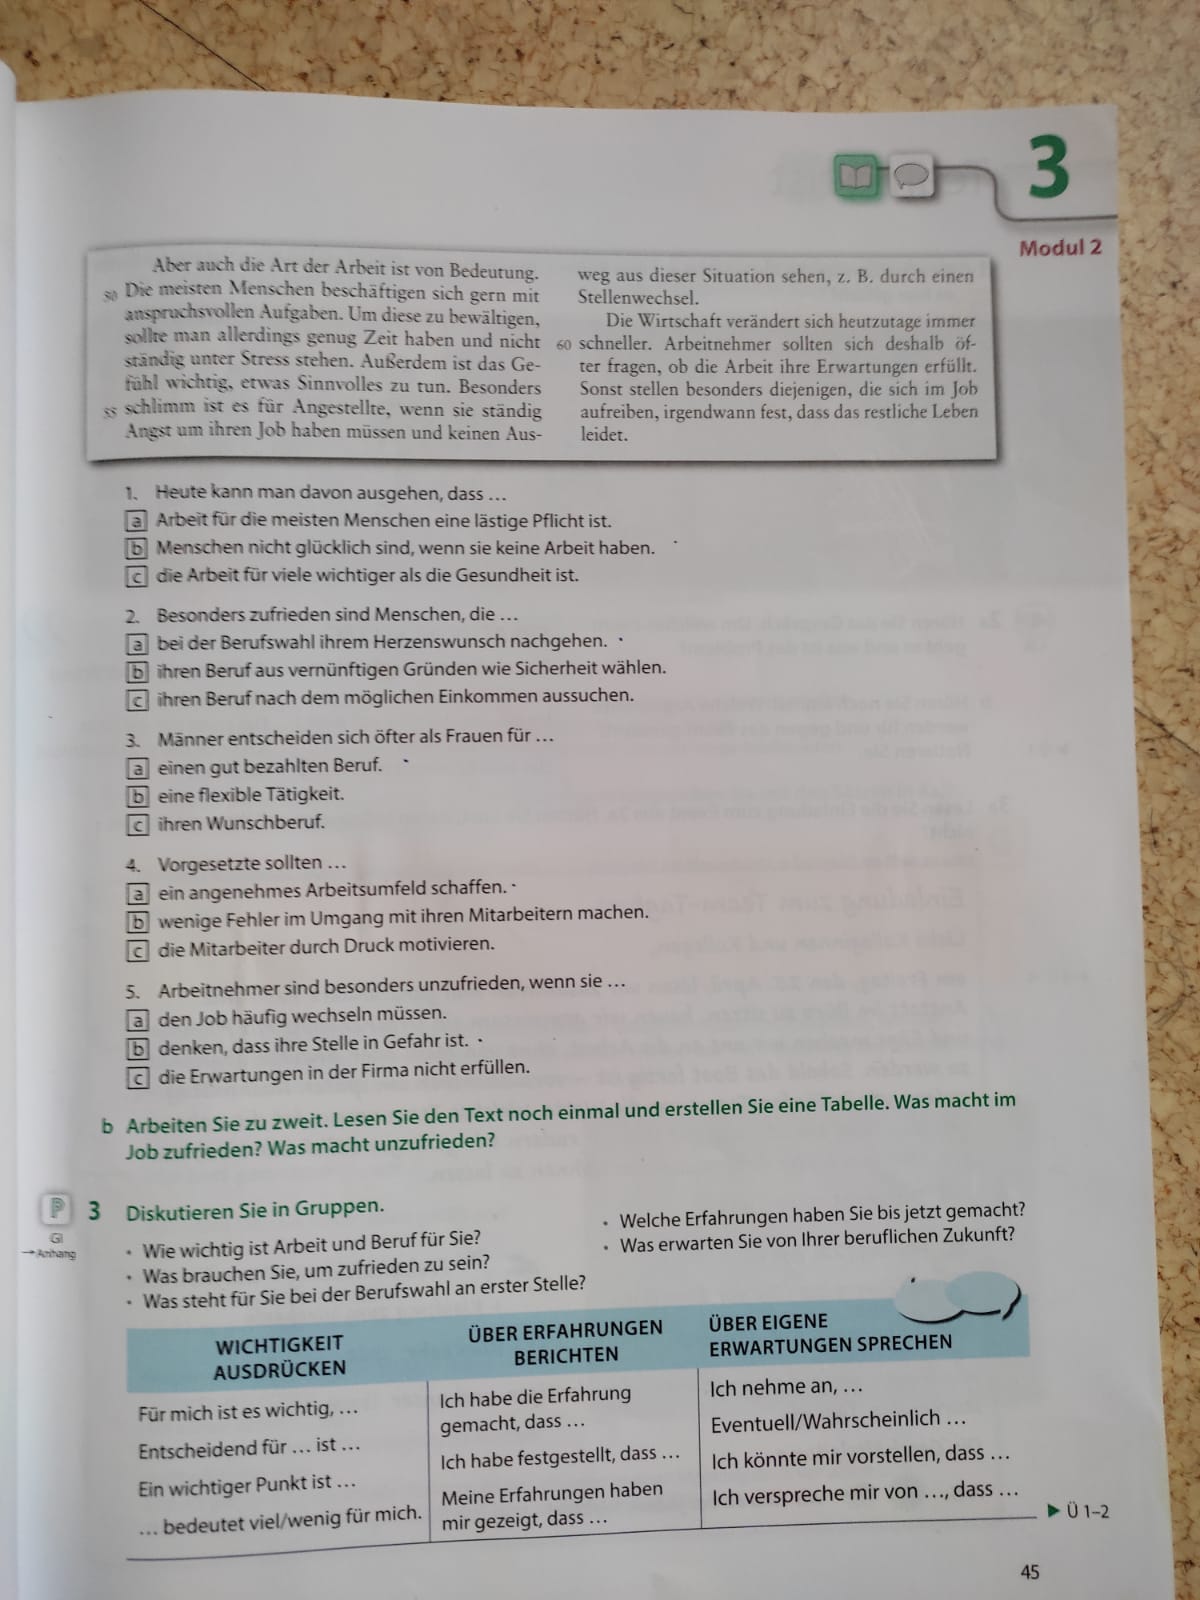 3
Modul 2
Aber auch die Art der Arbeit ist von Bedeutung.
50 Die meisten Menschen beschäftigen sich gern mit
anspruchsvollen Aufgaben. Um diese zu bewältigen,
sollte man allerdings genug Zeit haben und nicht
ständig unter Stress stehen. Außerdem ist das Ge-
fühl wichtig, etwas Sinnvolles zu tun. Besonders
55 schlimm ist es für Angestellte, wenn sie ständig
Angst um ihren Job haben müssen und keinen Aus-
weg aus dieser Situation sehen, z. B. durch einen
Stellenwechsel.
Die Wirtschaft verändert sich heutzutage immer
60 schneller. Arbeitnehmer sollten sich deshalb öf-
ter fragen, ob die Arbeit ihre Erwartungen erfüllt.
Sonst stellen besonders diejenigen, die sich im Job
aufreiben, irgendwann fest, dass das restliche Leben
leidet.
1. Heute kann man davon ausgehen, dass …
a Arbeit für die meisten Menschen eine lästige Pflicht ist.
b Menschen nicht glücklich sind, wenn sie keine Arbeit haben.
c die Arbeit für viele wichtiger als die Gesundheit ist.
2. Besonders zufrieden sind Menschen, die …
a bei der Berufswahl ihrem Herzenswunsch nachgehen.
b ihren Beruf aus vernünftigen Gründen wie Sicherheit wählen.
c ihren Beruf nach dem möglichen Einkommen aussuchen.
3. Männer entscheiden sich öfter als Frauen für …
a einen gut bezahlten Beruf.
b eine flexible Tätigkeit.
c ihren Wunschberuf.
4. Vorgesetzte sollten …
a ein angenehmes Arbeitsumfeld schaffen.
b wenige Fehler im Umgang mit ihren Mitarbeitern machen.
c die Mitarbeiter durch Druck motivieren.
5. Arbeitnehmer sind besonders unzufrieden, wenn sie …
a den Job häufig wechseln müssen.
b denken, dass ihre Stelle in Gefahr ist.
c die Erwartungen in der Firma nicht erfüllen.
b Arbeiten Sie zu zweit. Lesen Sie den Text noch einmal und erstellen Sie eine Tabelle. Was macht im
Job zufrieden? Was macht unzufrieden?
P
GI
→Anhang
3 Diskutieren Sie in Gruppen.
• Wie wichtig ist Arbeit und Beruf für Sie?
• Was brauchen Sie, um zufrieden zu sein?
• Was steht für Sie bei der Berufswahl an erster Stelle?
• Welche Erfahrungen haben Sie bis jetzt gemacht?
• Was erwarten Sie von Ihrer beruflichen Zukunft?
WICHTIGKEIT
AUSDRÜCKEN
Für mich ist es wichtig, …
Entscheidend für … ist …
Ein wichtiger Punkt ist …
… bedeutet viel/wenig für mich.
ÜBER ERFAHRUNGEN
BERICHTEN
Ich habe die Erfahrung
gemacht, dass …
Ich habe festgestellt, dass …
Meine Erfahrungen haben
mir gezeigt, dass …
ÜBER EIGENE
ERWARTUNGEN SPRECHEN
Ich nehme an, …
Eventuell/Wahrscheinlich …
Ich könnte mir vorstellen, dass …
Ich verspreche mir von …, dass …
▶ Ü 1–2
45